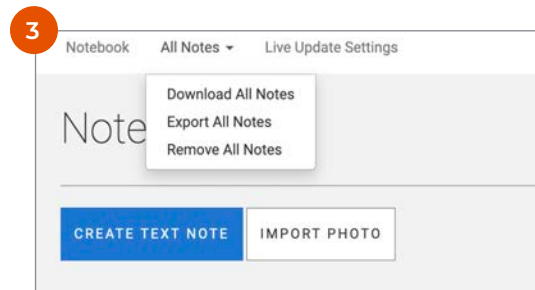 3
Notebook All Notes Live Update Settings
Download All Notes
Export All Notes
Remove All Notes
Note
CREATE TEXT NOTE IMPORT PHOTO